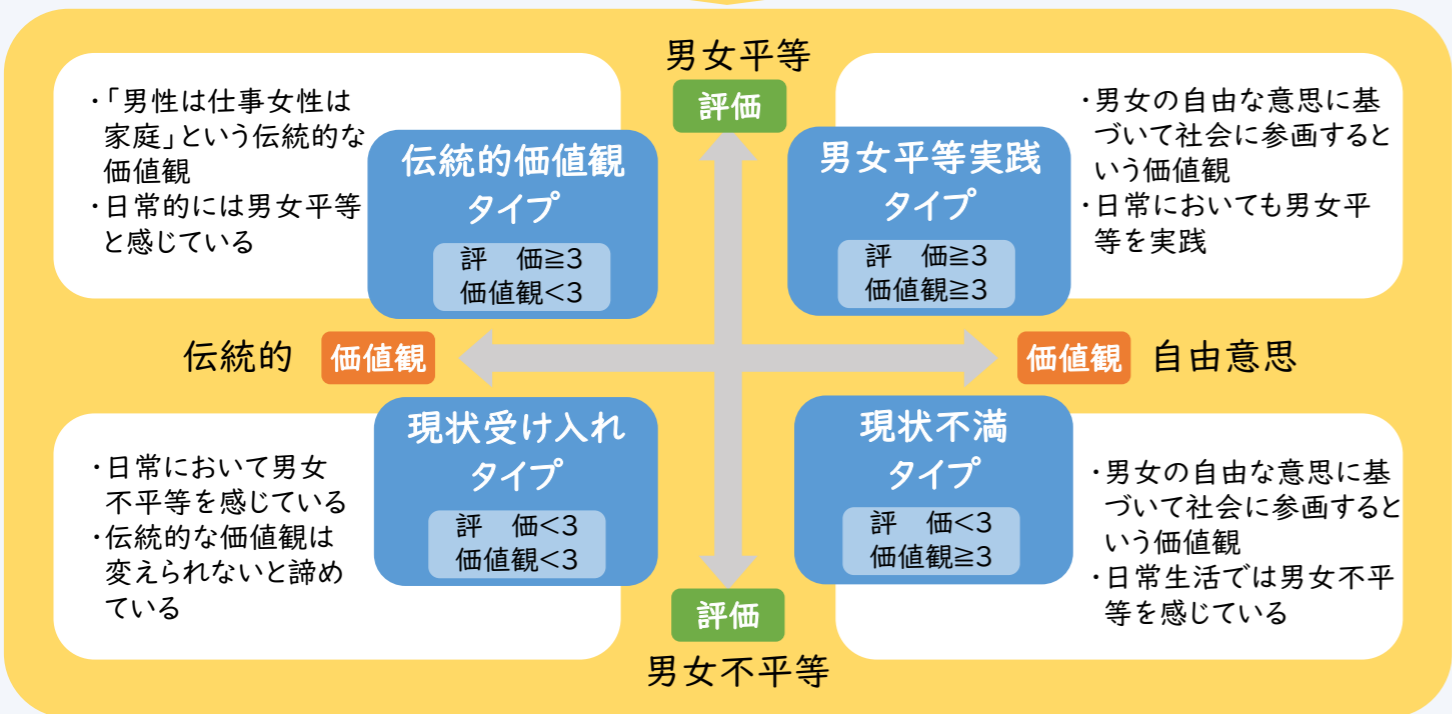 男女平等
評価
・「男性は仕事女性は
家庭」という伝統的な
価値観
・日常的には男女平等
と感じている
伝統的価値観
タイプ
評　価≧3
価値観<3
男女平等実践
タイプ
評　価≧3
価値観≧3
・男女の自由な意思に基
づいて社会に参画すると
いう価値観
・日常においても男女平
等を実践
伝統的
価値観
価値観
自由意思
・日常において男女
不平等を感じている
・伝統的な価値観は
変えられないと諦め
ている
現状受け入れ
タイプ
評　価<3
価値観<3
現状不満
タイプ
評　価<3
価値観≧3
・男女の自由な意思に基
づいて社会に参画すると
いう価値観
・日常生活では男女不平
等を感じている
評価
男女不平等